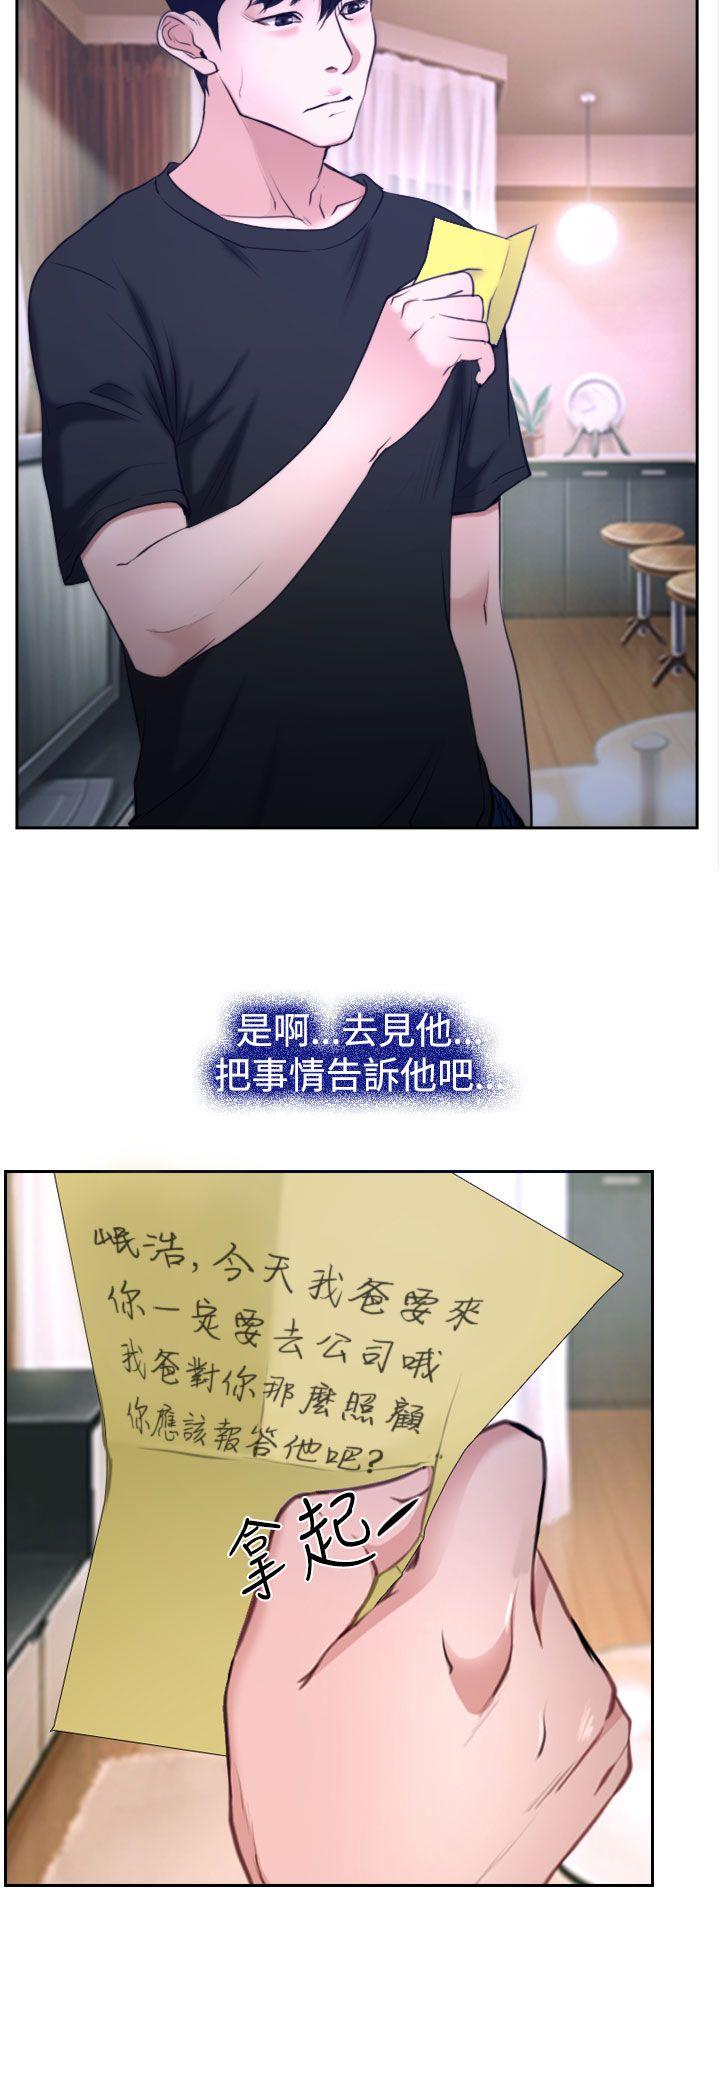 是啊...去見他...
把事情告訴他吧...
岷浩,今天我爸要來
你一定要去公司哦
我爸對你那麼照顧
你應該報答他吧?
拿起